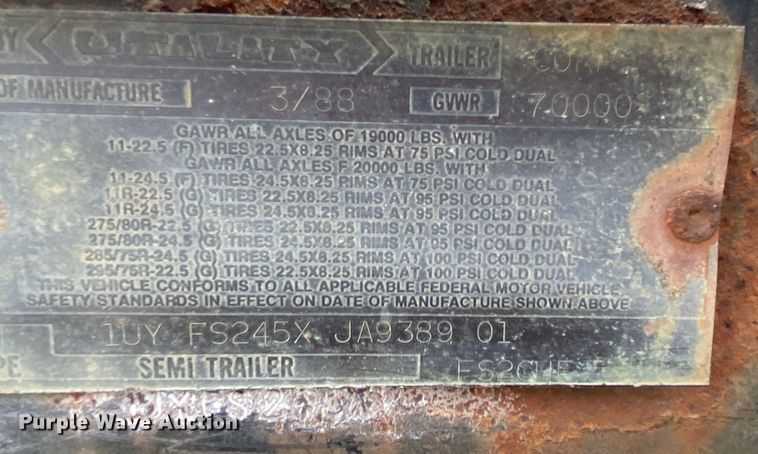 BY UTILITY TRAILER COR
OF MANUFACTURE 3/88 GVWR 70000
GAWR ALL AXLES OF 19000 LBS. WITH
11-22.5 (F) TIRES 22.5X8.25 RIMS AT 75 PSI COLD DUAL
GAWR ALL AXLES F 20000 LBS. WITH
11-24.5 (F) TIRES 24.5X8.25 RIMS AT 75 PSI COLD DUAL
11R-22.5 (G) TIRES 22.5X8.25 RIMS AT 95 PSI COLD DUAL
11R-24.5 (G) TIRES 24.5X8.25 RIMS AT 95 PSI COLD DUAL
275/80R-22.5 (G) TIRES 22.5X8.25 RIMS AT 95 PSI COLD DUAL
275/80R-24.5 (G) TIRES 24.5X8.25 RIMS AT 95 PSI COLD DUAL
285/75R-24.5 (G) TIRES 24.5X8.25 RIMS AT 100 PSI COLD DUAL
295/75R-22.5 (G) TIRES 22.5X8.25 RIMS AT 100 PSI COLD DUAL
THIS VEHICLE CONFORMS TO ALL APPLICABLE FEDERAL MOTOR VEHICLE
SAFETY STANDARDS IN EFFECT ON DATE OF MANUFACTURE SHOWN ABOVE
1UY FS245X JA9389 01
PE SEMI TRAILER
Purple Wave Auction